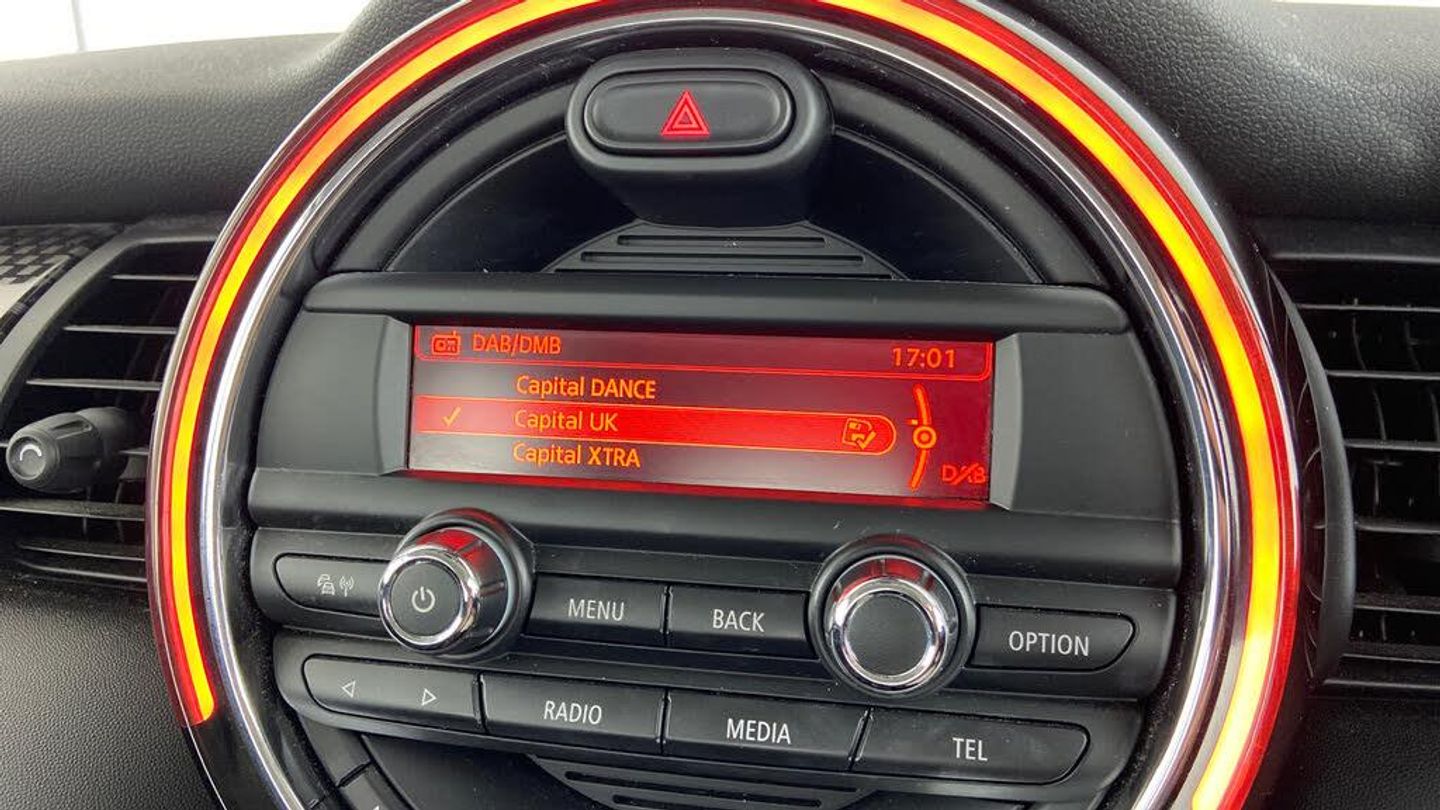 DAB/DMB 17:01
Capital DANCE
Capital UK
Capital XTRA
DAB
MENU BACK OPTION
RADIO MEDIA TEL